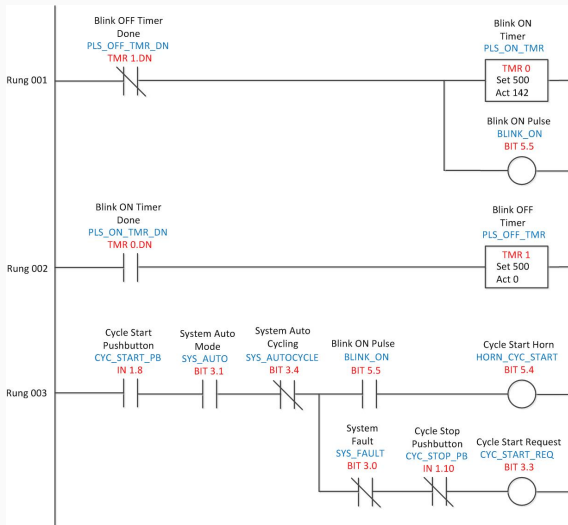 Blink OFF Timer
Done
PLS_OFF_TMR_DN
TMR 1.DN
Blink ON
Timer
PLS_ON_TMR
Rung 001
TMR 0
Set 500
Act 142
Blink ON Pulse
BLINK_ON
BIT 5.5
Blink ON Timer
Done
PLS_ON_TMR_DN
TMR 0.DN
Blink OFF
Timer
PLS_OFF_TMR
Rung 002
TMR 1
Set 500
Act 0
Cycle Start
Pushbutton
CYC_START_PB
IN 1.8
System Auto
Mode
SYS_AUTO
BIT 3.1
System Auto
Cycling
SYS_AUTOCYCLE
BIT 3.4
Blink ON Pulse
BLINK_ON
BIT 5.5
Cycle Start Horn
HORN_CYC_START
BIT 5.4
Rung 003
System
Fault
SYS_FAULT
BIT 3.0
Cycle Stop
Pushbutton
CYC_STOP_PB
IN 1.10
Cycle Start Request
CYC_START_REQ
BIT 3.3